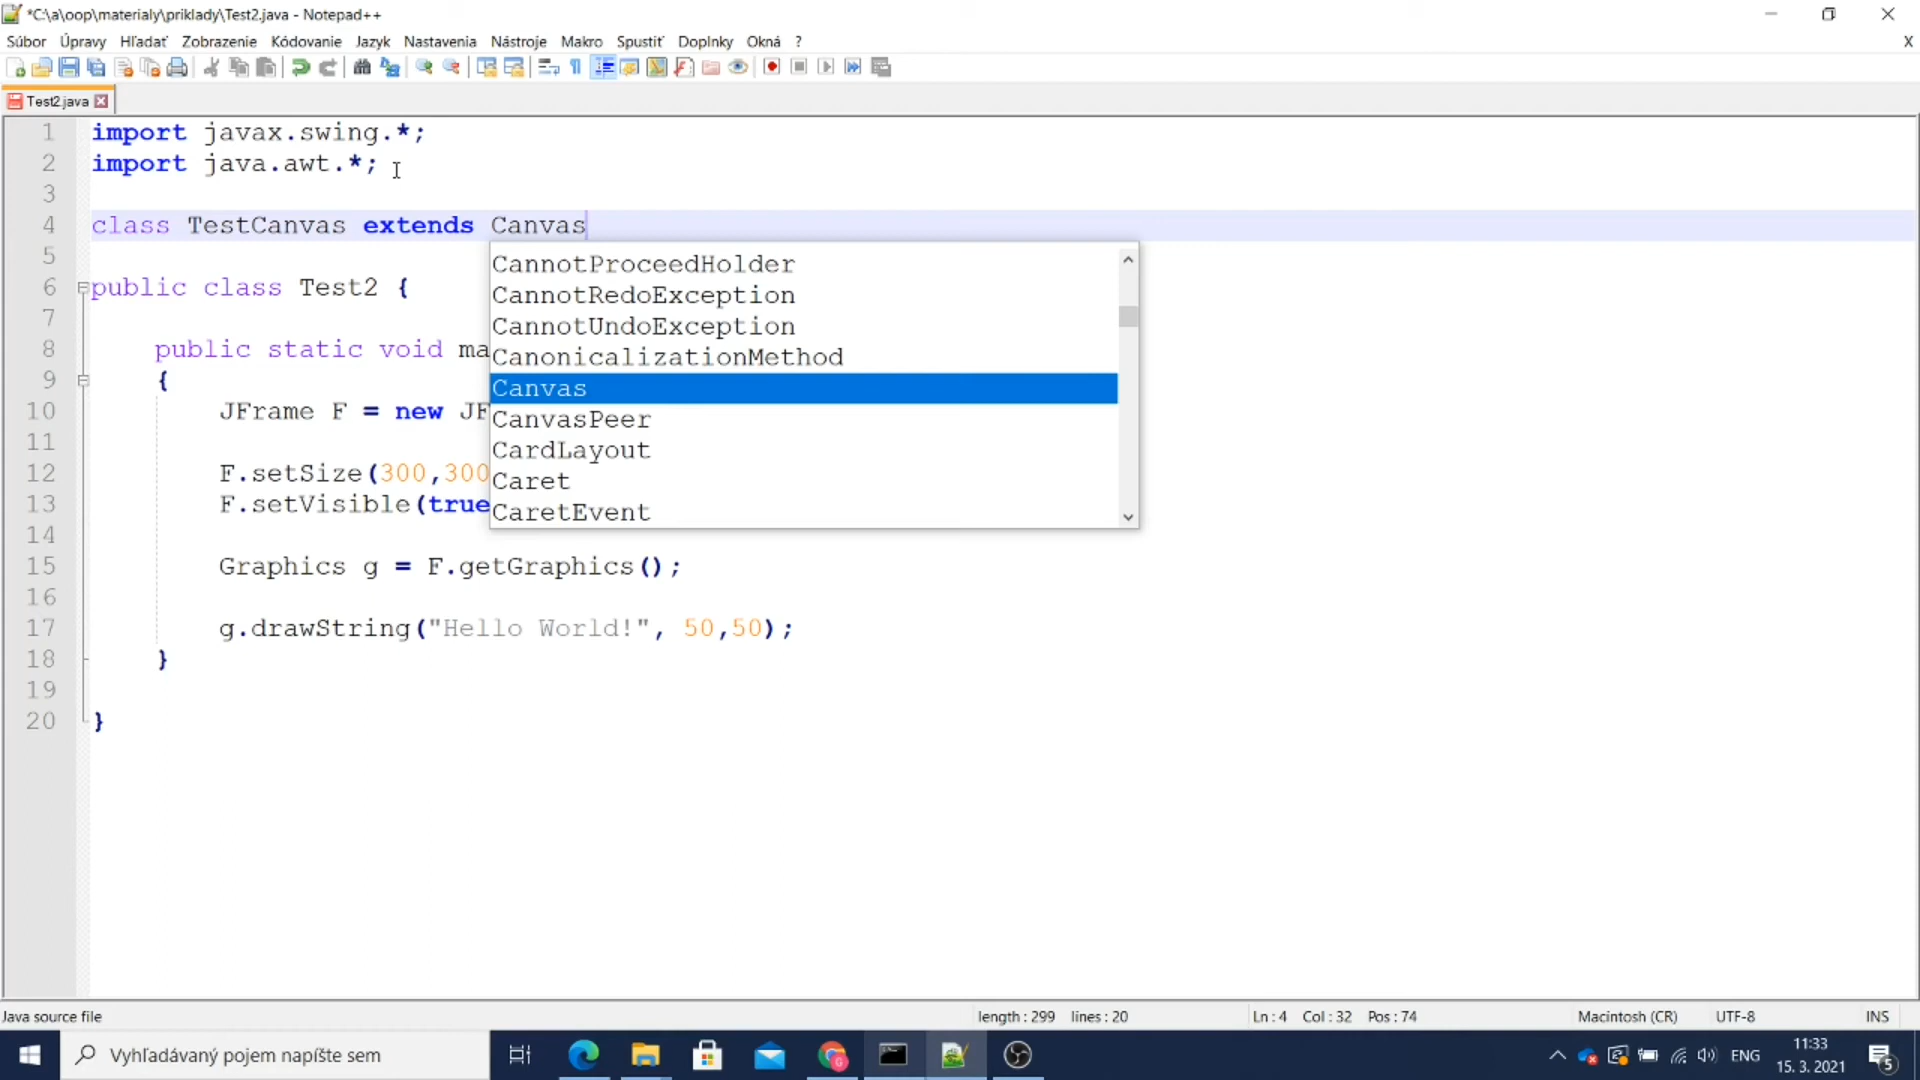 *C:\a\oop\materialy\priklady\Test2.java - Notepad++
Súbor Úpravy Hľadať Zobrazenie Kódovanie Jazyk Nastavenia Nástroje Makro Spustiť Doplnky Okná ? X
Test2.java
1 import javax.swing.*;
2 import java.awt.*;
3
4 class TestCanvas extends Canvas
5
CannotProceedHolder
6 public class Test2 {
CannotRedoException
7
CannotUndoException
8 public static void ma
CanonicalizationMethod
9 {
Canvas
10 JFrame F = new JF
CanvasPeer
11
CardLayout
12 F.setSize(300,300
Caret
13 F.setVisible(true
CaretEvent
14
15 Graphics g = F.getGraphics();
16
17 g.drawString("Hello World!", 50,50);
18 }
19
20 }
Java source file length : 299 lines : 20 Ln : 4 Col : 32 Pos : 74 Macintosh (CR) UTF-8 INS
Vyhľadávaný pojem napíšte sem ENG 11:33
15. 3. 2021 5